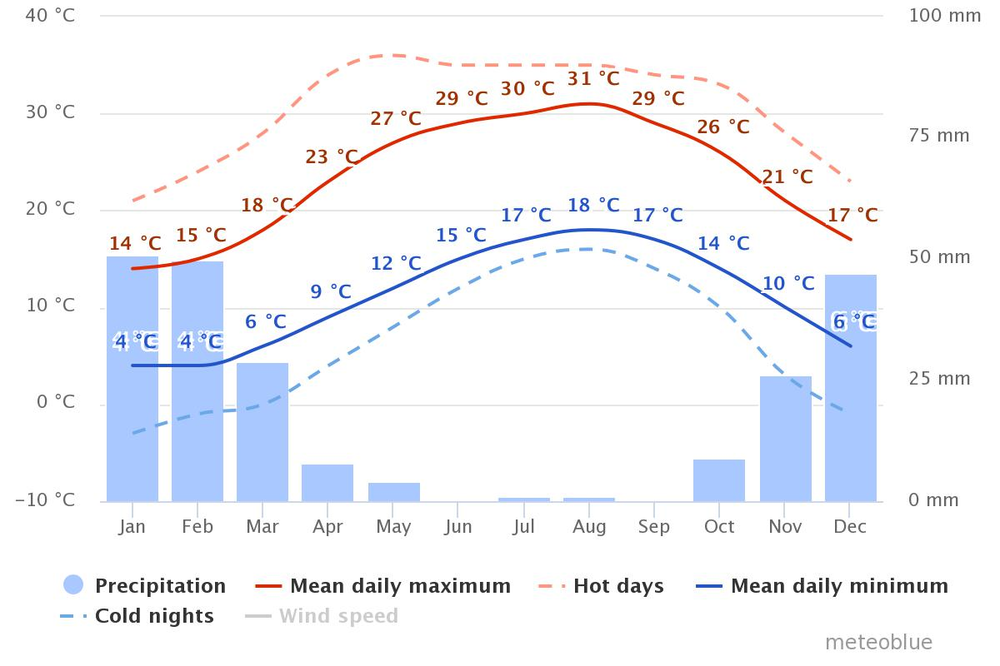 40 °C 100 mm
31 °C
30 °C
29 °C 29 °C
30 °C
27 °C
26 °C
75 mm
23 °C
21 °C
18 °C
18 °C
20 °C
17 °C 17 °C 17 °C
15 °C
15 °C
14 °C 14 °C
50 mm
12 °C
10 °C
9 °C
10 °C
6 °C 6 °C
4 °C 4 °C
25 mm
0 °C
−10 °C 0 mm
Jan Feb Mar Apr May Jun Jul Aug Sep Oct Nov Dec
Precipitation Mean daily maximum Hot days Mean daily minimum
Cold nights Wind speed
meteoblue